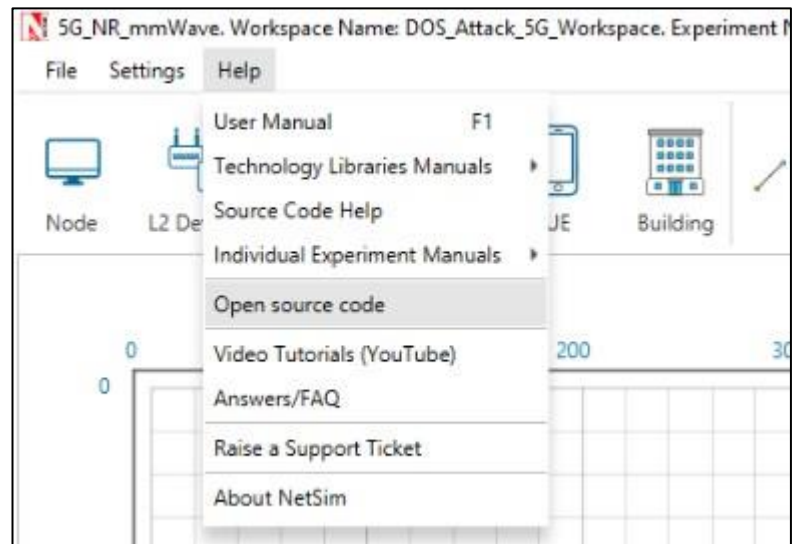 5G_NR_mmWave. Workspace Name: DOS_Attack_5G_Workspace. Experiment
File Settings Help
User Manual F1
Technology Libraries Manuals
Source Code Help
Individual Experiment Manuals
Open source code
Video Tutorials (YouTube)
Answers/FAQ
Raise a Support Ticket
About NetSim
Node L2 De UE Building
0 200 30
0